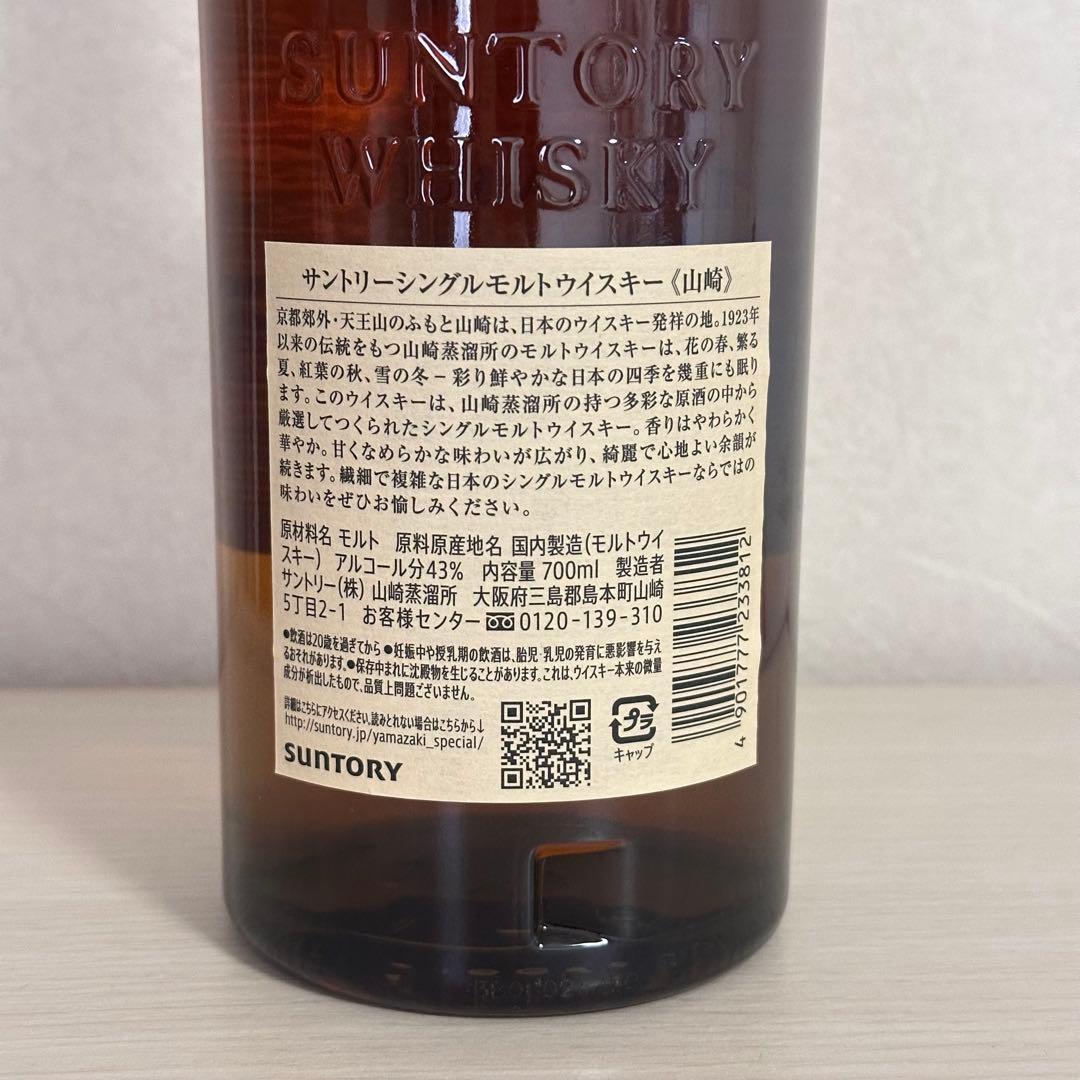 SUNTORY
WHISKY
サントリーシングルモルトウイスキー《山崎》
京都郊外・天王山のふもと山崎は、日本のウイスキー発祥の地。1923年
以来の伝統をもつ山崎蒸溜所のモルトウイスキーは、花の春、繁る
夏、紅葉の秋、雪の冬－彩り鮮やかな日本の四季を幾重にも眠り
ます。このウイスキーは、山崎蒸溜所の持つ多彩な原酒の中から
厳選してつくられたシングルモルトウイスキー。香りはやわらかく
華やか。甘くなめらかな味わいが広がり、綺麗で心地よい余韻が
続きます。繊細で複雑な日本のシングルモルトウイスキーならではの
味わいをぜひお愉しみください。
原材料名 モルト 原料原産地名 国内製造(モルトウイ
スキー) アルコール分43% 内容量 700ml 製造者
サントリー(株) 山崎蒸溜所 大阪府三島郡島本町山崎
5丁目2-1 お客様センター 0120-139-310
●飲酒は20歳を過ぎてから ●妊娠中や授乳期の飲酒は、胎児・乳児の発育に悪影響を与え
るおそれがあります。●保存中まれに沈殿物を生じることがあります。これは、ウイスキー本来の微量
成分が析出したもので、品質上問題ございません。
詳細はこちらにアクセスください。読みとれない場合はこちらから↓
http://suntory.jp/yamazaki_special/
SUNTORY
プラ
キャップ
4 901777 233812